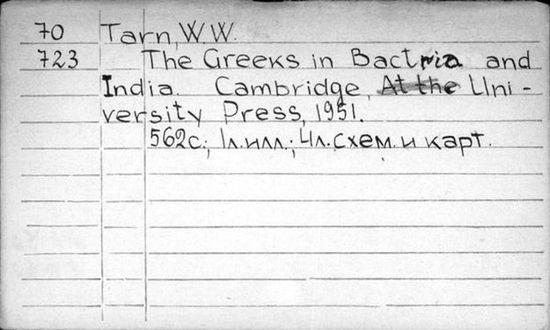 70 Tarn, W.W.
723 The Greeks in Bactria and
India. Cambridge, At the Uni-
versity Press, 1951.
562с.; 1л.илл.; 4л.схем. и карт.